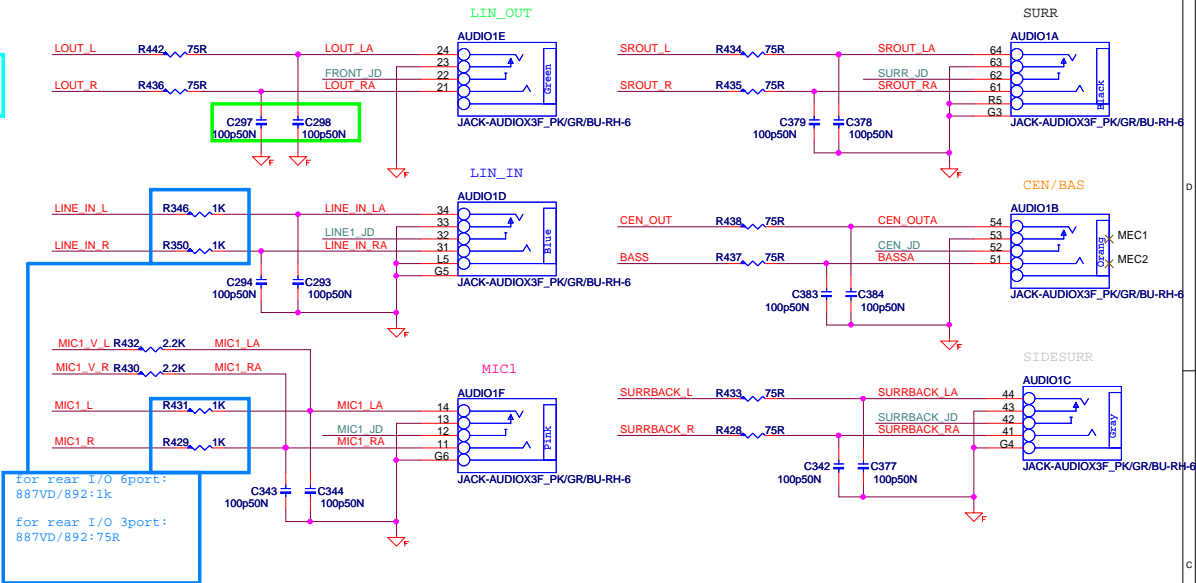 LIN_OUT
AUDIO1E
LOUT_L R442 75R LOUT_LA 24
23
FRONT_JD 22
LOUT_R R436 75R LOUT_RA 21
Green
C297 C298
100p50N 100p50N
JACK-AUDIOX3F_PK/GR/BU-RH-6
F F F
LIN_IN
AUDIO1D
LINE_IN_L R346 1K LINE_IN_LA 34
33
LINE1_JD 32
LINE_IN_R R350 1K LINE_IN_RA 31
L5
G5
Blue
C294 C293
100p50N 100p50N
JACK-AUDIOX3F_PK/GR/BU-RH-6
F
MIC1_V_L R432 2.2K MIC1_LA
MIC1_V_R R430 2.2K MIC1_RA
MIC1
AUDIO1F
MIC1_L R431 1K MIC1_LA 14
13
MIC1_JD 12
MIC1_R R429 1K MIC1_RA 11
G6
Pink
JACK-AUDIOX3F_PK/GR/BU-RH-6
C343 C344
100p50N 100p50N
F
for rear I/O 6port:
887VD/892:1k
for rear I/O 3port:
887VD/892:75R
SURR
AUDIO1A
SROUT_L R434 75R SROUT_LA 64
63
SURR_JD 62
SROUT_R R435 75R SROUT_RA 61
R5
G3
Black
C379 C378
100p50N 100p50N
JACK-AUDIOX3F_PK/GR/BU-RH-6
F
CEN/BAS
AUDIO1B
CEN_OUT R438 75R CEN_OUTA 54
53
CEN_JD 52
BASS R437 75R BASSA 51
Orang
MEC1
MEC2
C383 C384
100p50N 100p50N
JACK-AUDIOX3F_PK/GR/BU-RH-6
F
SIDESURR
AUDIO1C
SURRBACK_L R433 75R SURRBACK_LA 44
43
SURRBACK_JD 42
SURRBACK_R R428 75R SURRBACK_RA 41
G4
Gray
C342 C377
100p50N 100p50N
JACK-AUDIOX3F_PK/GR/BU-RH-6
F
D
C